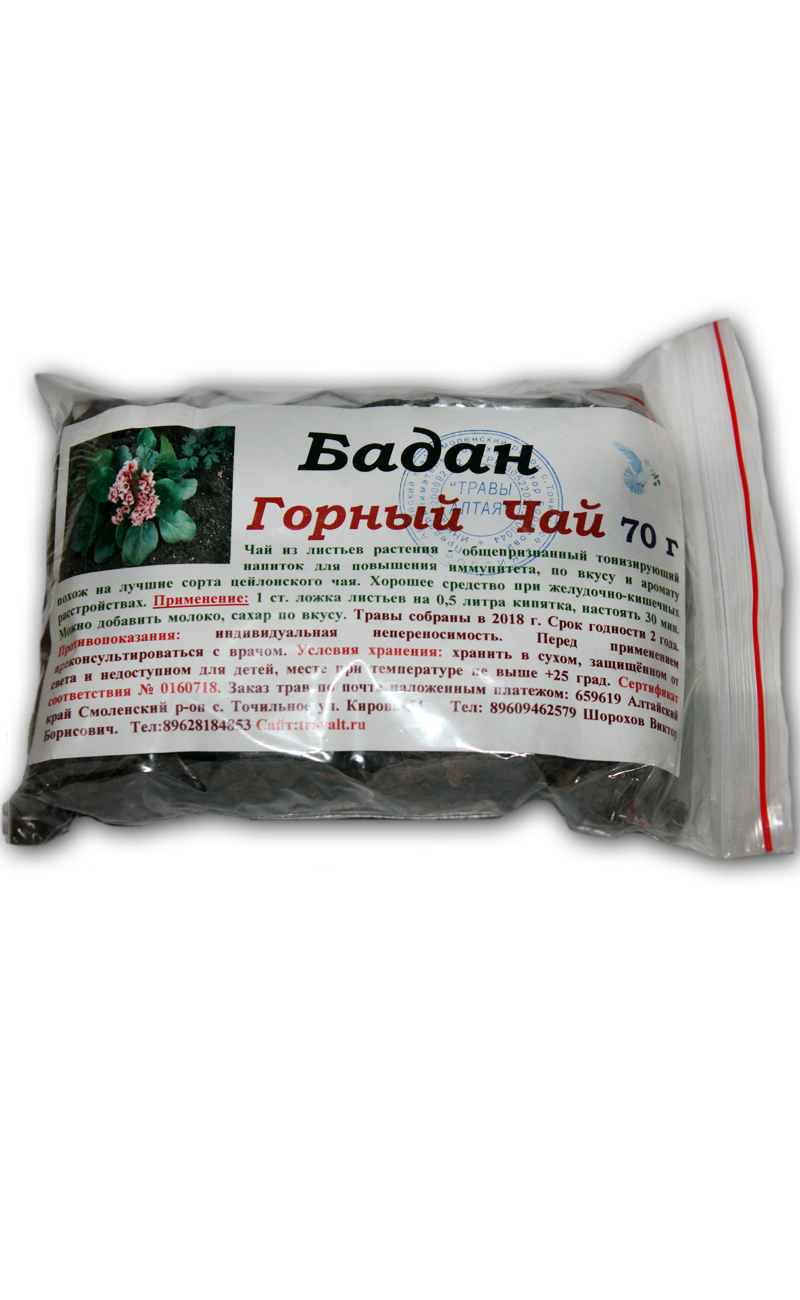 Бадан
Горный Чай 70 г
"ТРАВЫ
АЛТАЯ"
Чай из листьев растения - общепризнанный тонизирующий
напиток для повышения иммунитета, по вкусу и аромату
похож на лучшие сорта цейлонского чая. Хорошее средство при желудочно-кишечных
расстройствах. Применение: 1 ст. ложка листьев на 0,5 литра кипятка, настоять 30 мин.
Можно добавить молоко, сахар по вкусу. Травы собраны в 2018 г. Срок годности 2 года.
Противопоказания: индивидуальная непереносимость. Перед применением
проконсультироваться с врачом. Условия хранения: хранить в сухом, защищённом от
света и недоступном для детей, месте при температуре не выше +25 град. Сертификат
соответствия № 0160718. Заказ трав по почте наложенным платежом: 659619 Алтайский
край Смоленский р-он с. Точильное ул. Кирова Тел: 89609462579 Шорохов Виктор
Борисович. Тел:89628184853 Сайт:travalt.ru